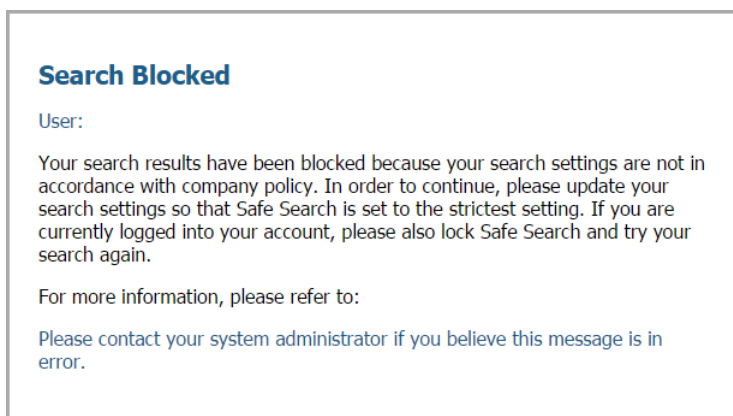 Search Blocked
User:
Your search results have been blocked because your search settings are not in
accordance with company policy. In order to continue, please update your
search settings so that Safe Search is set to the strictest setting. If you are
currently logged into your account, please also lock Safe Search and try your
search again.
For more information, please refer to:
Please contact your system administrator if you believe this message is in
error.